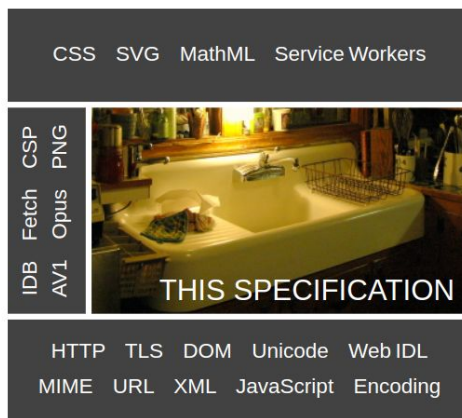 CSS SVG MathML Service Workers
IDB Fetch CSP
AV1 Opus PNG
THIS SPECIFICATION
HTTP TLS DOM Unicode Web IDL
MIME URL XML JavaScript Encoding